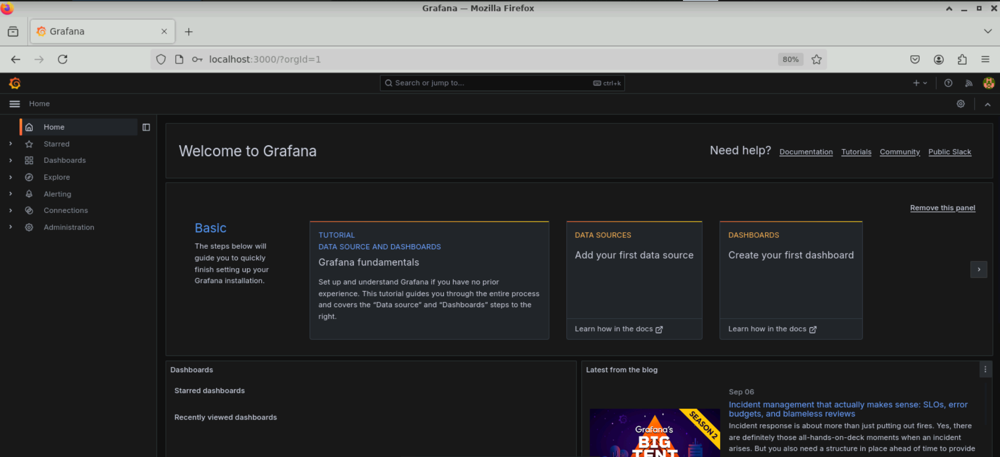 Grafana — Mozilla Firefox
Grafana
localhost:3000/?orgId=1
80%
Search or jump to...
ctrl+k
Home
Home
Starred
Dashboards
Explore
Alerting
Connections
Administration
Welcome to Grafana
Need help?
Documentation
Tutorials
Community
Public Slack
Remove this panel
Basic
The steps below will
guide you to quickly
finish setting up your
Grafana installation.
TUTORIAL
DATA SOURCE AND DASHBOARDS
Grafana fundamentals
Set up and understand Grafana if you have no prior
experience. This tutorial guides you through the entire process
and covers the “Data source” and “Dashboards” steps to the
right.
DATA SOURCES
Add your first data source
Learn how in the docs
DASHBOARDS
Create your first dashboard
Learn how in the docs
Dashboards
Starred dashboards
Recently viewed dashboards
Latest from the blog
SEASON 2
Grafana's
BIG
TENT
Sep 06
Incident management that actually makes sense: SLOs, error
budgets, and blameless reviews
Incident response is about more than just putting out fires. Yes, there
are definitely those all-hands-on-deck moments when an incident
arises. But you also need a structure in place ahead of time to provide